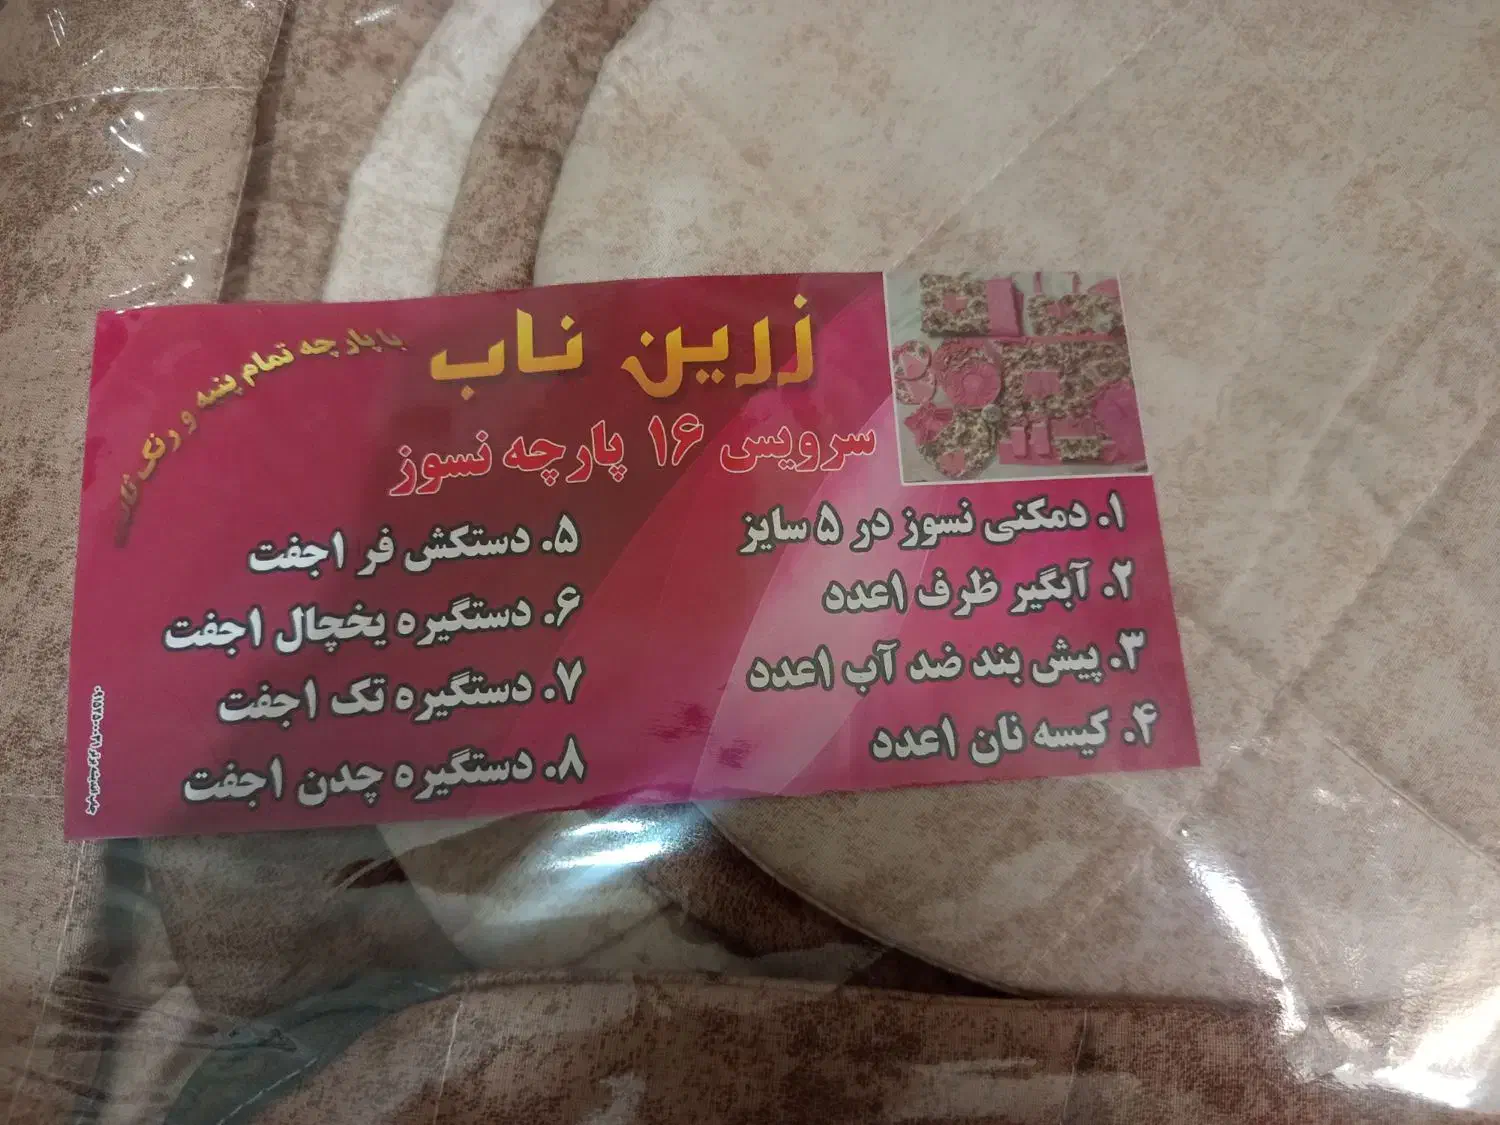 زرین ناب
با پارچه تمام پنبه و رنگ ثابت
سرویس ۱۶ پارچه نسوز
۱. دمکنی نسوز در ۵ سایز
۲. آبگیر ظرف ۱عدد
۳. پیش بند ضد آب ۱عدد
۴. کیسه نان ۱عدد
۵. دستکش فر ۱جفت
۶. دستگیره یخچال ۱جفت
۷. دستگیره تک ۱جفت
۸. دستگیره چدن ۱جفت